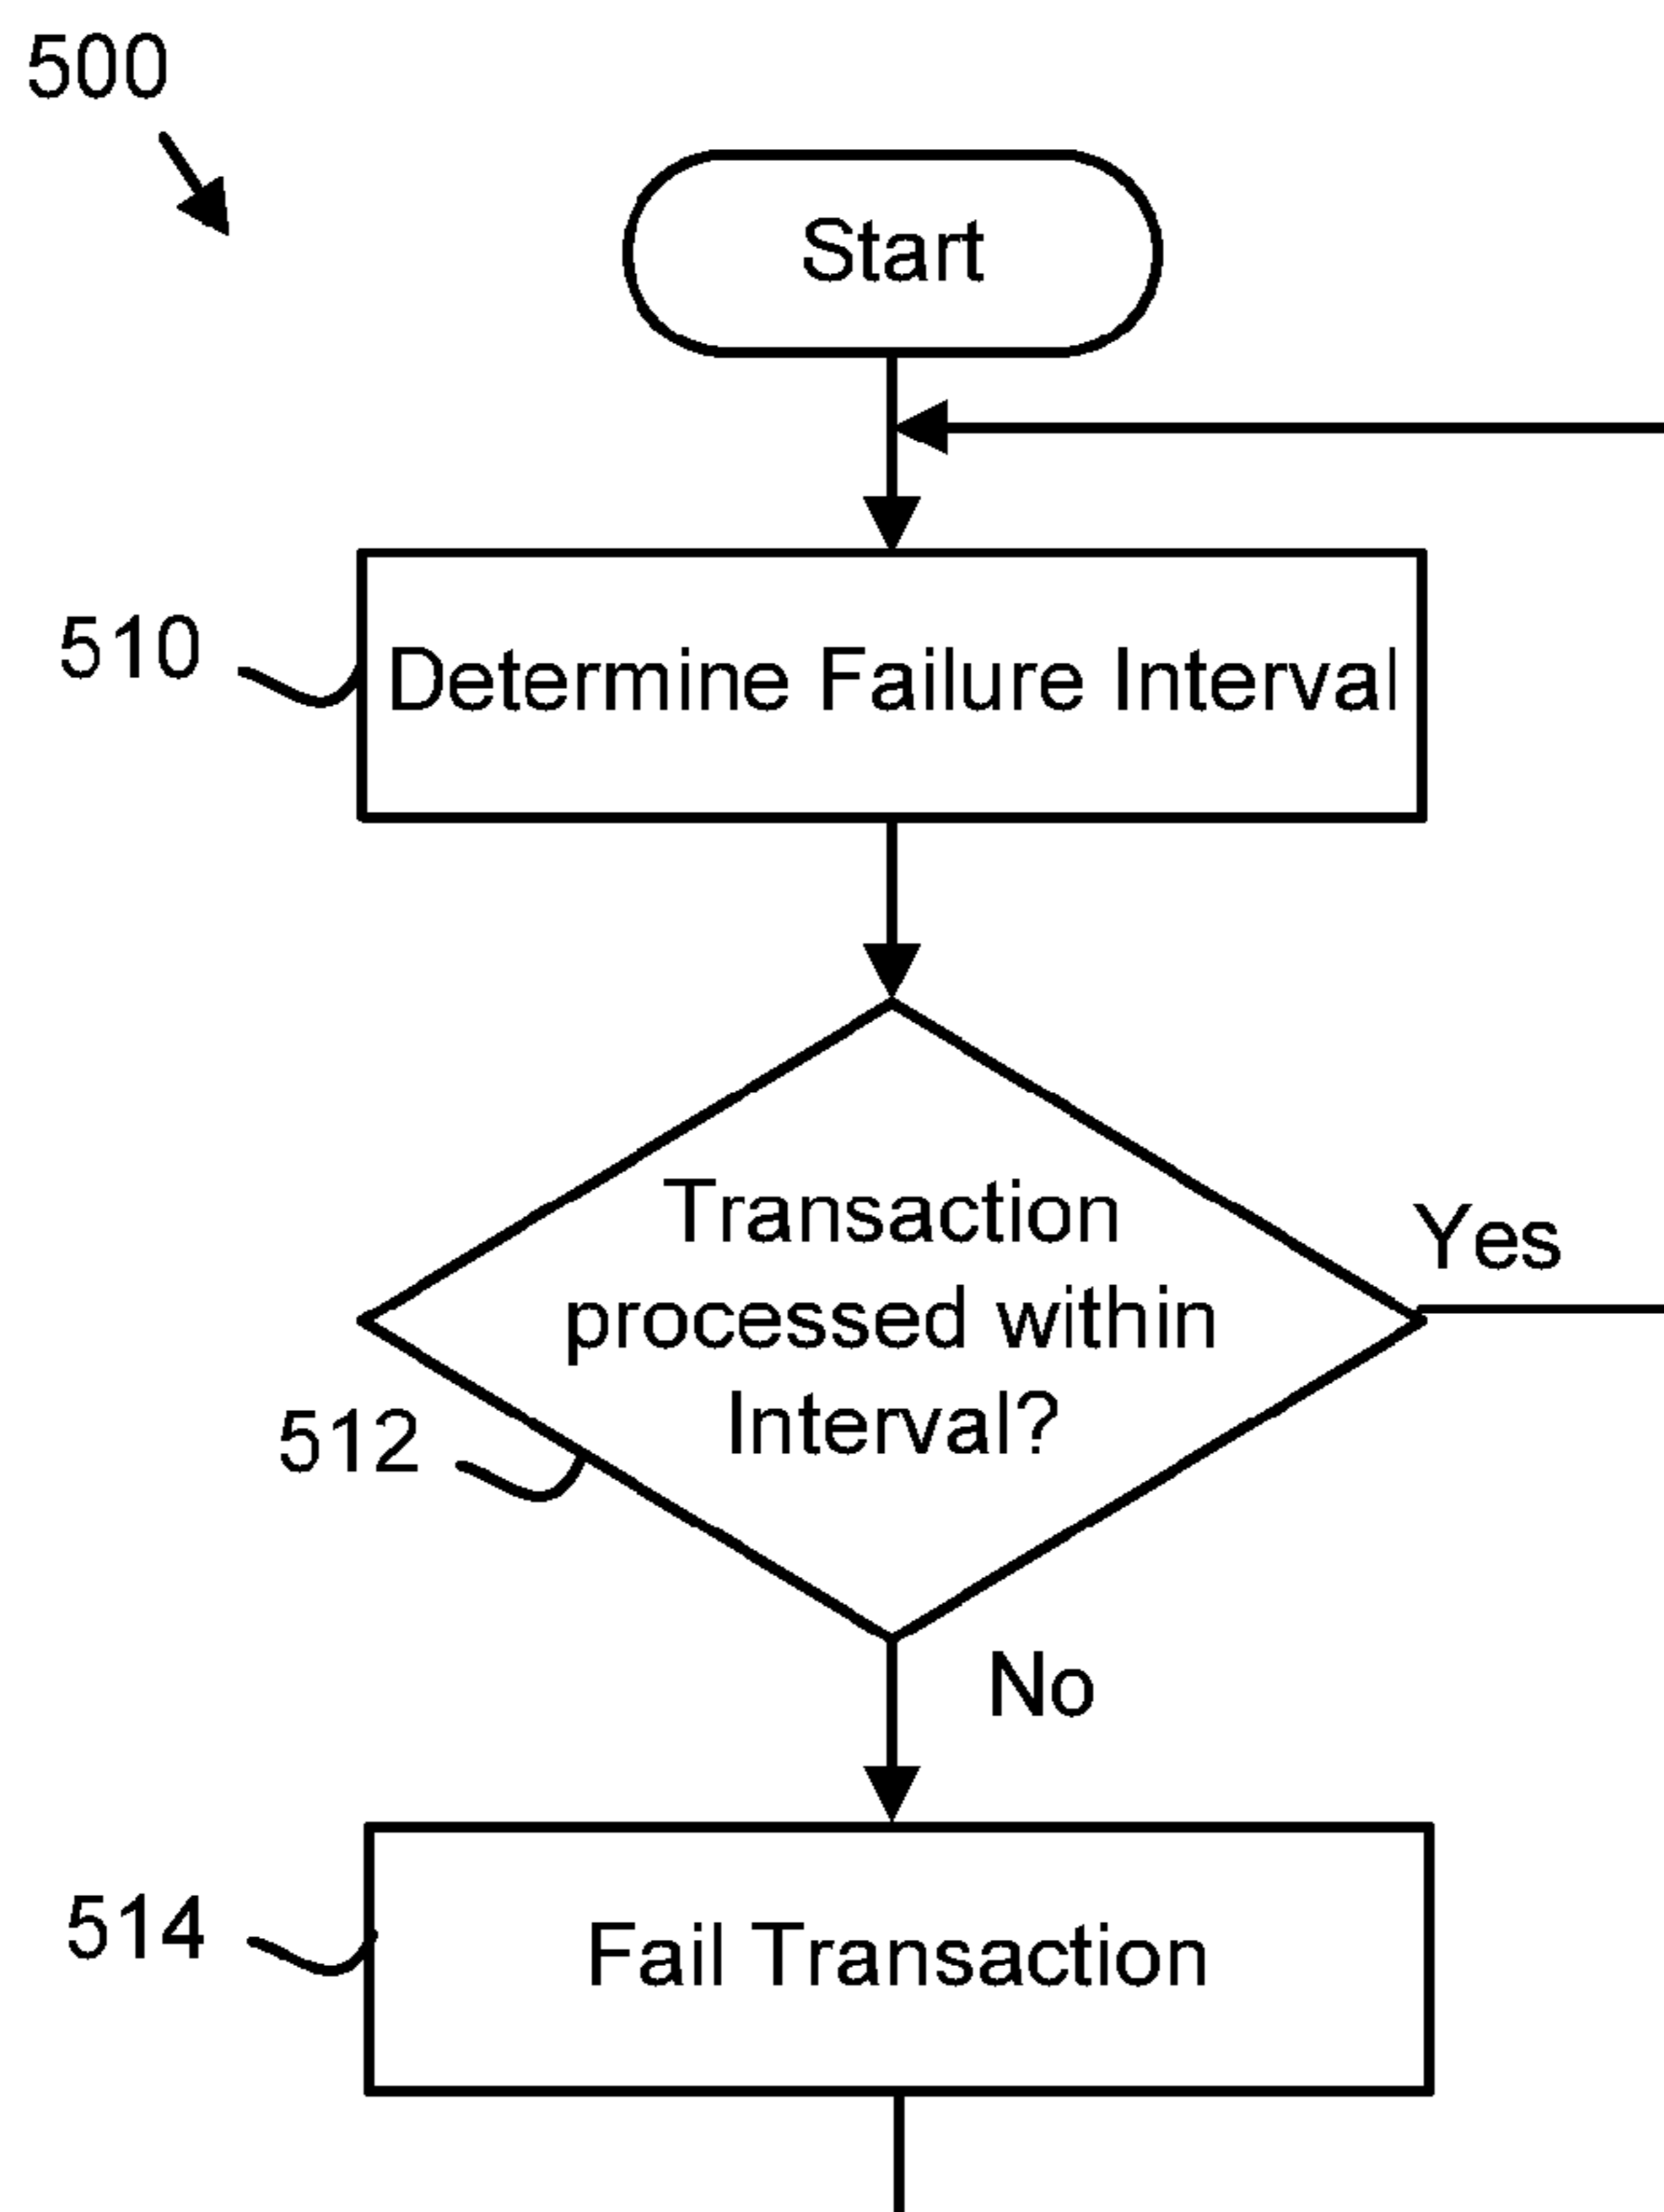 500
Start
510
Determine Failure Interval
Transaction
processed within
Interval?
Yes
512
No
514
Fail Transaction